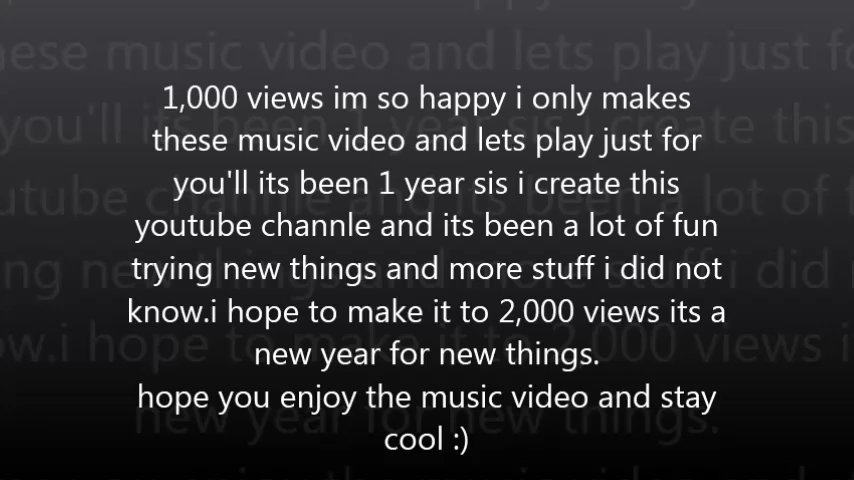 1,000 views im so happy i only makes
these music video and lets play just for
you'll its been 1 year sis i create this
youtube channle and its been a lot of fun
trying new things and more stuff i did not
know.i hope to make it to 2,000 views its a
new year for new things.
hope you enjoy the music video and stay
cool :)